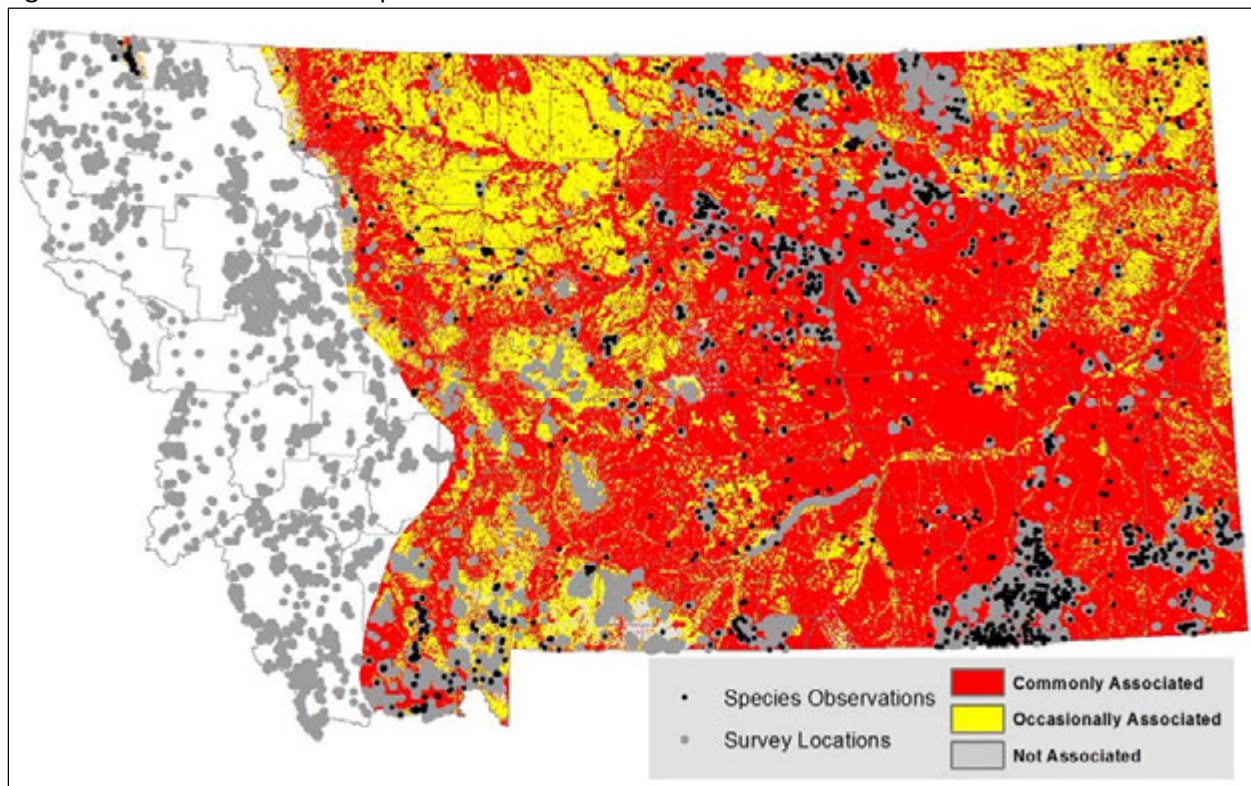 Species Observations
Survey Locations
Commonly Associated
Occasionally Associated
Not Associated